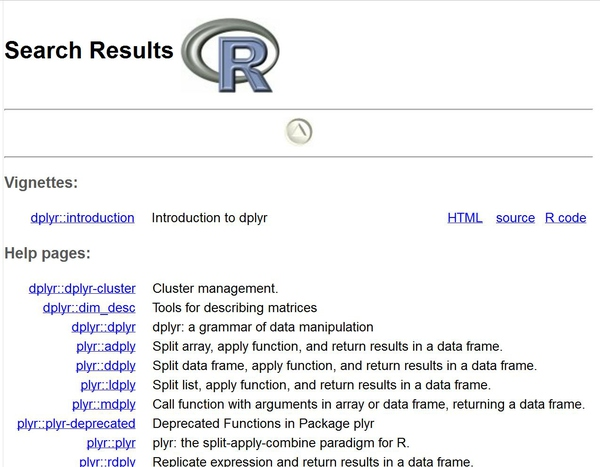 Search Results R
Vignettes:
dplyr::introduction Introduction to dplyr HTML source R code
Help pages:
dplyr::dplyr-cluster Cluster management.
dplyr::dim_desc Tools for describing matrices
dplyr::dplyr dplyr: a grammar of data manipulation
plyr::adply Split array, apply function, and return results in a data frame.
plyr::ddply Split data frame, apply function, and return results in a data frame.
plyr::ldply Split list, apply function, and return results in a data frame.
plyr::mdply Call function with arguments in array or data frame, returning a data frame.
plyr::plyr-deprecated Deprecated Functions in Package plyr
plyr::plyr plyr: the split-apply-combine paradigm for R.
plyr::rdply Replicate expression and return results in a data frame.